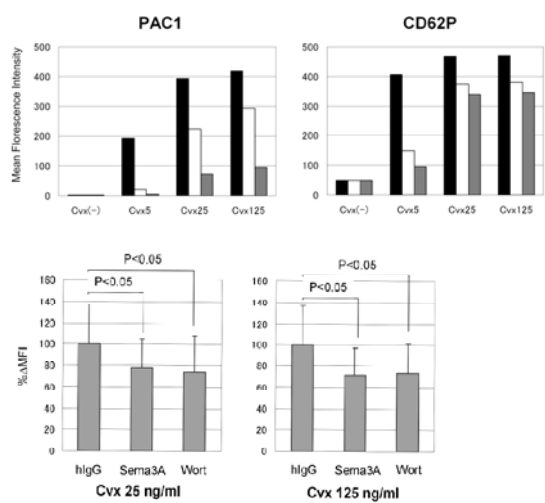 PAC1
CD62P
Mean Florescence Intensity
500
400
300
200
100
0
Cvx(-) Cvx5 Cvx25 Cvx125
500
400
300
200
100
0
Cvx(-) Cvx5 Cvx25 Cvx125
P<0.05
P<0.05
%ΔMFI
160
140
120
100
80
60
40
20
0
hIgG Sema3A Wort
Cvx 25 ng/ml
P<0.05
P<0.05
160
140
120
100
80
60
40
20
0
hIgG Sema3A Wort
Cvx 125 ng/ml